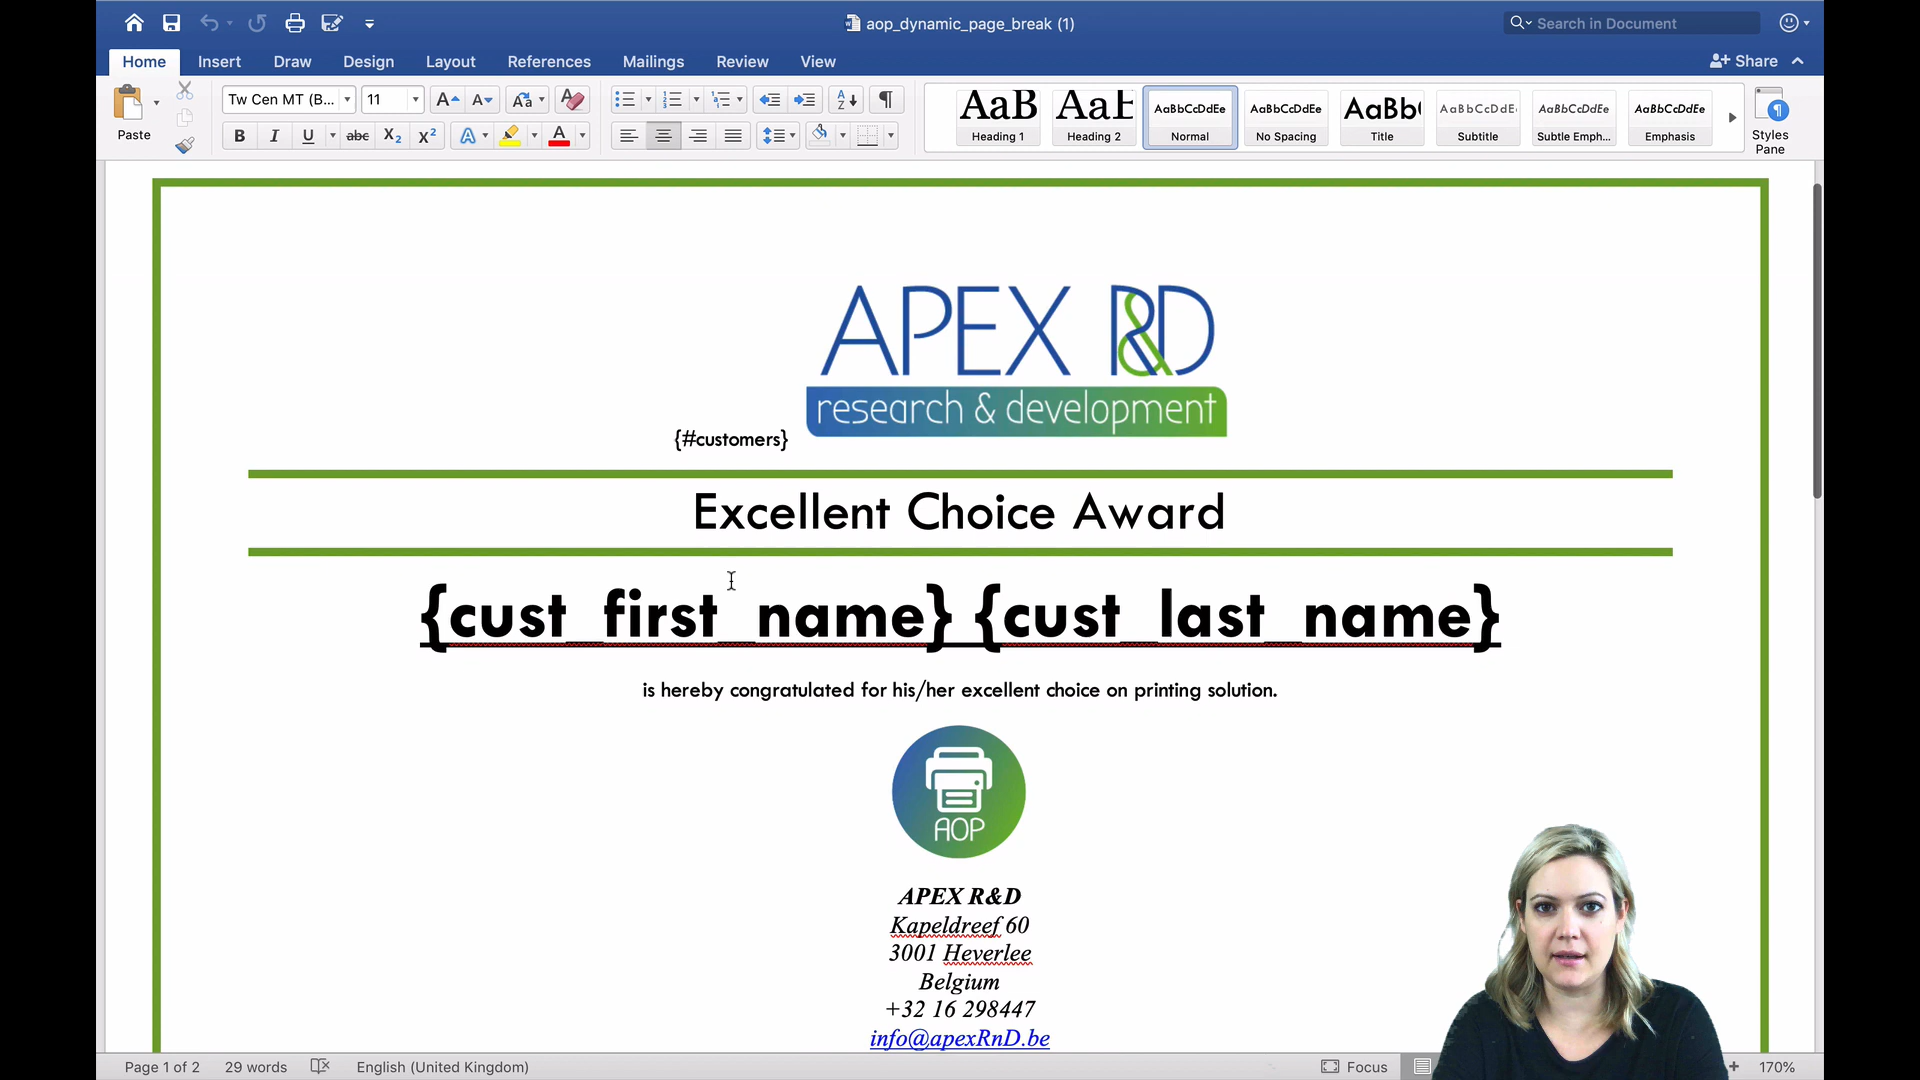 aop_dynamic_page_break (1)
Search in Document
Home Insert Draw Design Layout References Mailings Review View
Share
Tw Cen MT (B... 11
Paste
B I U abc X₂ X² A A
AaB AaE AaBbCcDdEe AaBbCcDdEe AaBb( AaBbCcDdE AaBbCcDdEe AaBbCcDdEe
Heading 1 Heading 2 Normal No Spacing Title Subtitle Subtle Emph... Emphasis
Styles
Pane
APEX R&D
research & development
{#customers}
Excellent Choice Award
{cust_first_name} {cust_last_name}
is hereby congratulated for his/her excellent choice on printing solution.
AOP
APEX R&D
Kapeldreef 60
3001 Heverlee
Belgium
+32 16 298447
info@apexRnD.be
Page 1 of 2 29 words English (United Kingdom) Focus 170%